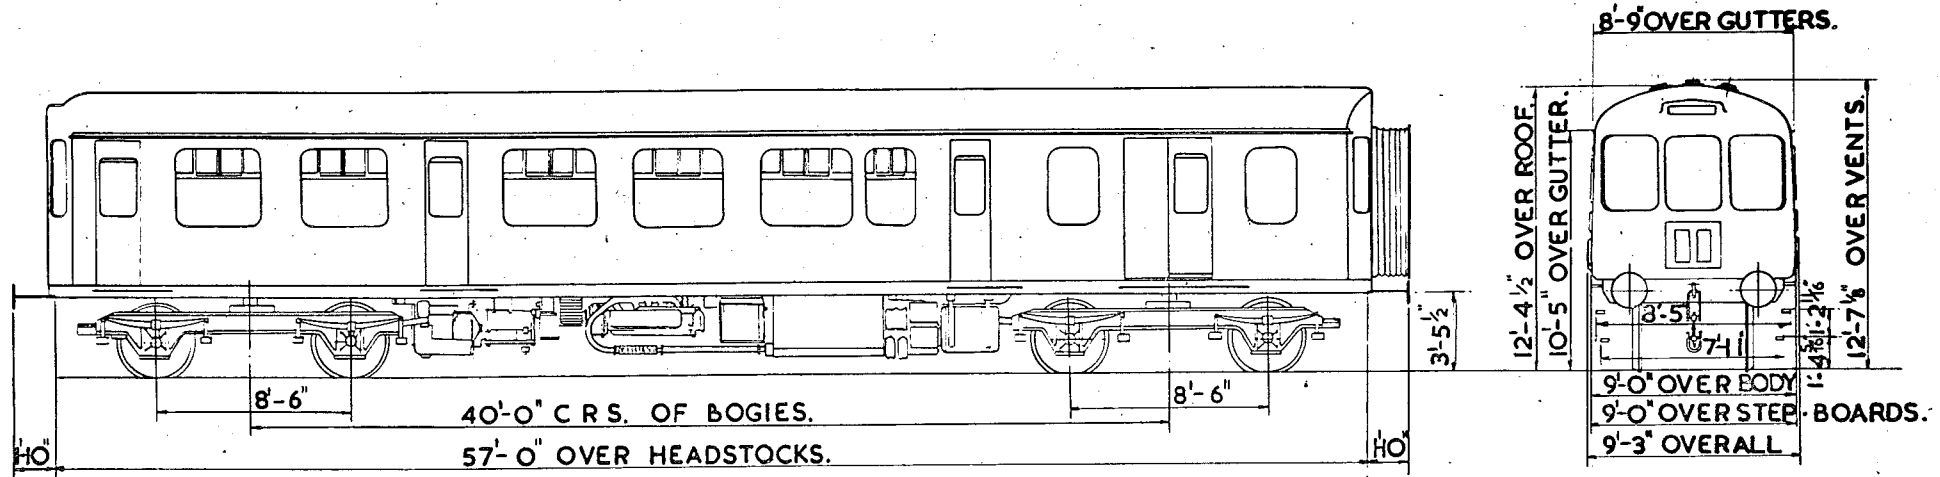 8'-9" OVER GUTTERS.
12'-4½" OVER ROOF.
10'-5" OVER GUTTER.
12'-7⅛" OVER VENTS.
3'-5½"
8'-5"
7'-11
8'-6"
8'-6"
40'-0" CRS. OF BOGIES.
1'-0"
57'-0" OVER HEADSTOCKS.
1'-0"
9'-0" OVER BODY
9'-0" OVER STEP-BOARDS.
9'-3" OVERALL